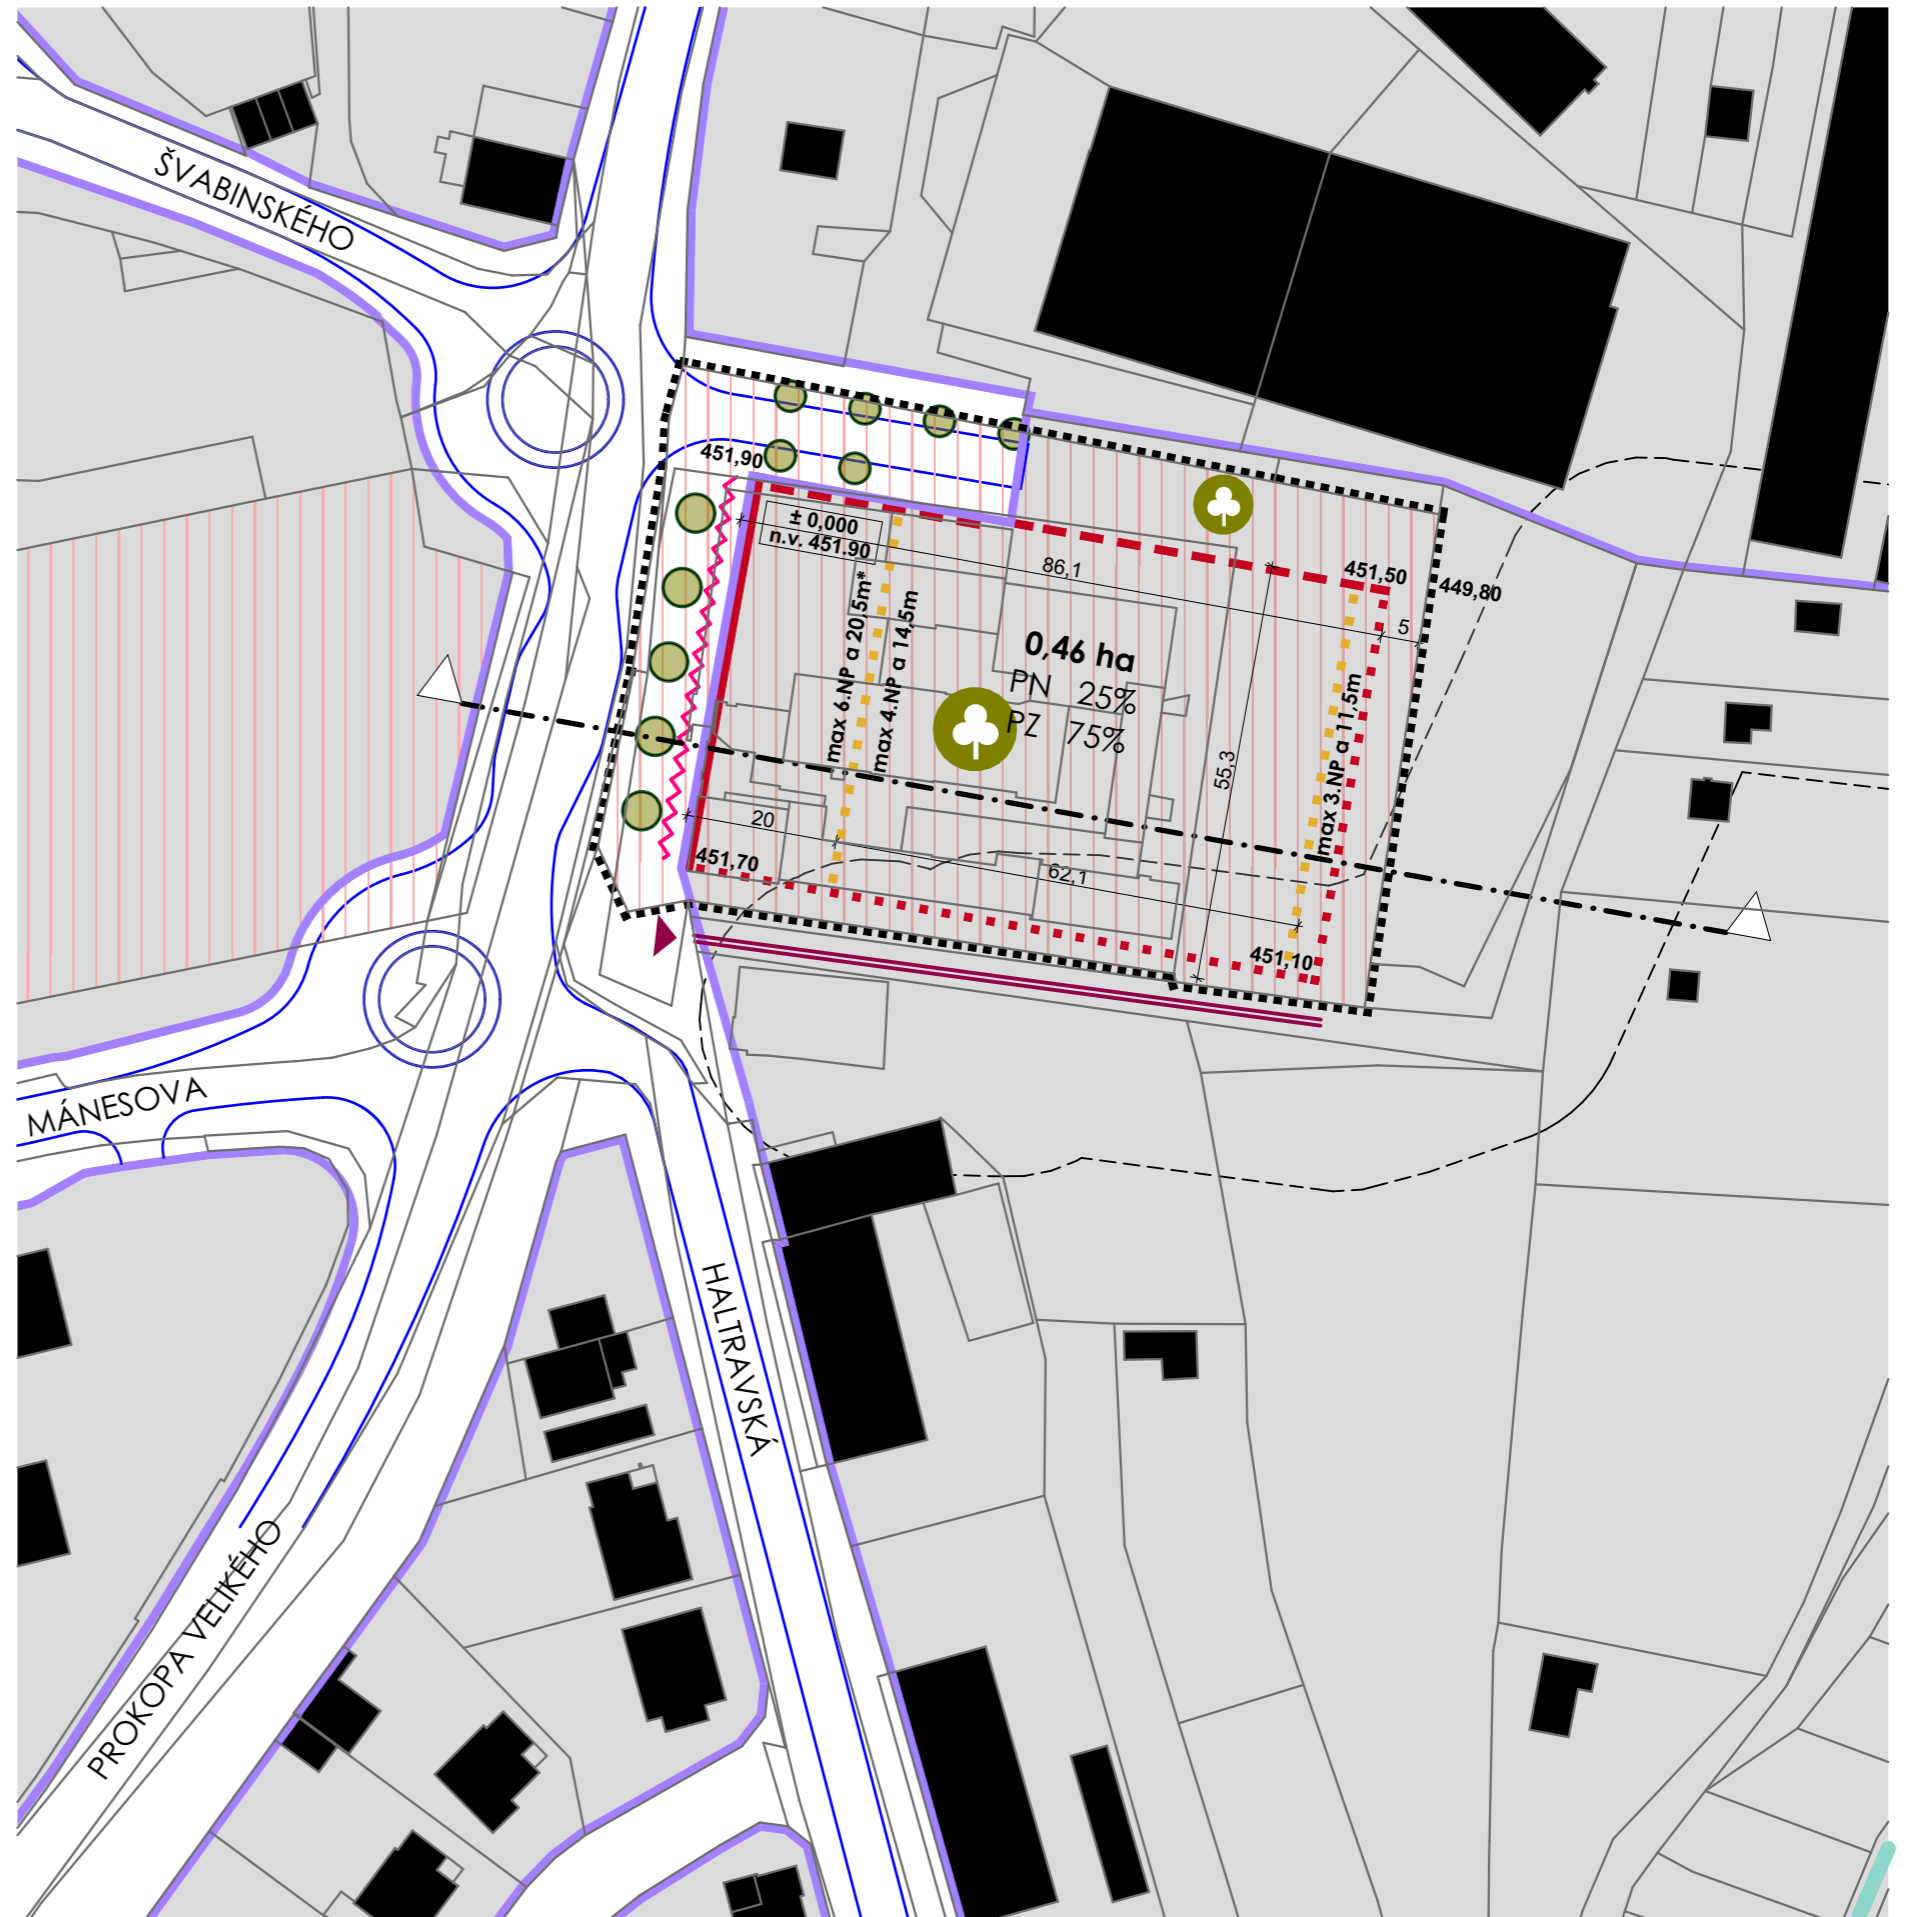 ŠVABINSKÉHO
451,90
± 0,000
n.v. 451.90
86,1
451,50
449,80
5
max 6.NP a 20,5m*
max 4.NP a 14,5m
0,46 ha
PN 25%
PZ 75%
max 3.NP a 11,5m
55,3
20
451,70
62,1
451,10
MÁNESOVA
HALTRAVSKÁ
PROKOPA VELIKÉHO